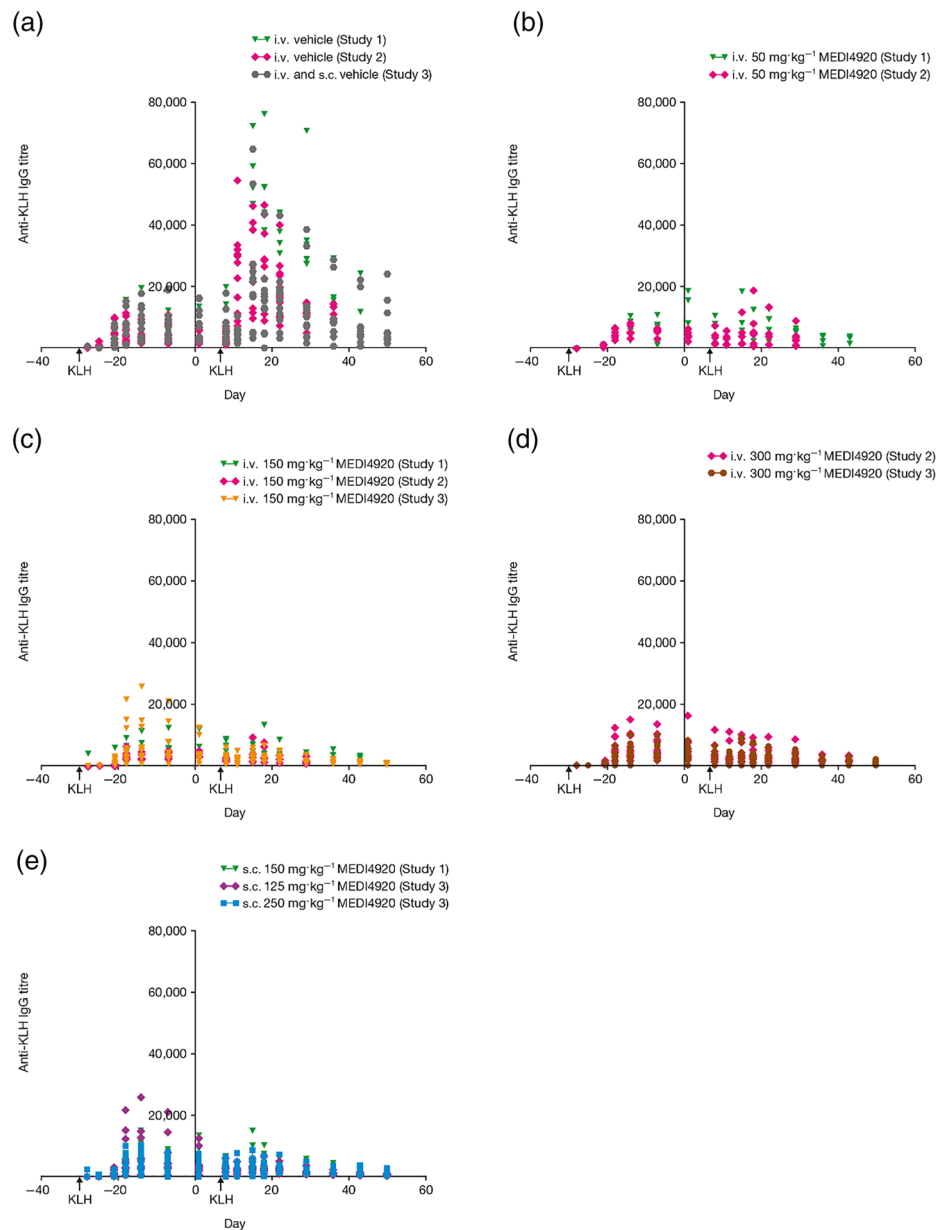 (a)
i.v. vehicle (Study 1)
i.v. vehicle (Study 2)
i.v. and s.c. vehicle (Study 3)
80,000
60,000
40,000
20,000
Anti-KLH IgG titre
−40
−20
0
20
40
60
KLH
KLH
Day
(b)
i.v. 50 mg·kg−1 MEDI4920 (Study 1)
i.v. 50 mg·kg−1 MEDI4920 (Study 2)
80,000
60,000
40,000
20,000
Anti-KLH IgG titre
−40
−20
0
20
40
60
KLH
KLH
Day
(c)
i.v. 150 mg·kg−1 MEDI4920 (Study 1)
i.v. 150 mg·kg−1 MEDI4920 (Study 2)
i.v. 150 mg·kg−1 MEDI4920 (Study 3)
80,000
60,000
40,000
20,000
Anti-KLH IgG titre
−40
−20
0
20
40
60
KLH
KLH
Day
(d)
i.v. 300 mg·kg−1 MEDI4920 (Study 2)
i.v. 300 mg·kg−1 MEDI4920 (Study 3)
80,000
60,000
40,000
20,000
Anti-KLH IgG titre
−40
−20
0
20
40
60
KLH
KLH
Day
(e)
s.c. 150 mg·kg−1 MEDI4920 (Study 1)
s.c. 125 mg·kg−1 MEDI4920 (Study 3)
s.c. 250 mg·kg−1 MEDI4920 (Study 3)
80,000
60,000
40,000
20,000
Anti-KLH IgG titre
−40
−20
0
20
40
60
KLH
KLH
Day